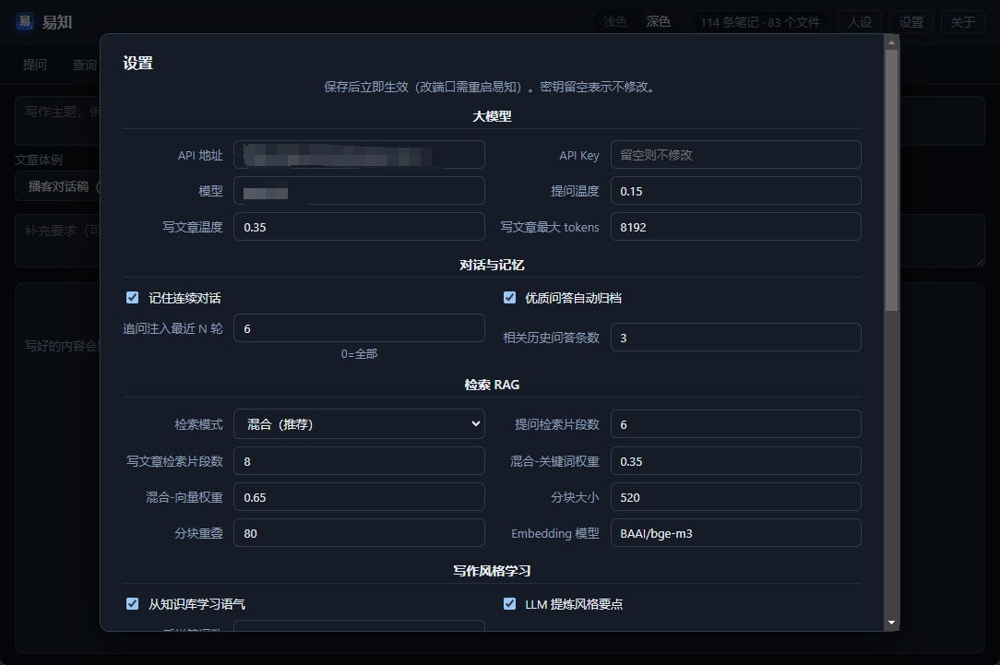 易 易知
浅色 深色 114 条笔记 · 83 个文件 人设 设置 关于
提问 查询
写作主题，例
文章体例
播客对话稿（
补充要求（可
写好的内容会
设置
保存后立即生效（改端口需重启易知）。密钥留空表示不修改。
大模型
API 地址
API Key 留空则不修改
模型
提问温度 0.15
写文章温度 0.35
写文章最大 tokens 8192
对话与记忆
记住连续对话
优质问答自动归档
追问注入最近 N 轮 6
0=全部
相关历史问答条数 3
检索 RAG
检索模式 混合（推荐）
提问检索片段数 6
写文章检索片段数 8
混合-关键词权重 0.35
混合-向量权重 0.65
分块大小 520
分块重叠 80
Embedding 模型 BAAI/bge-m3
写作风格学习
从知识库学习语气
LLM 提炼风格要点